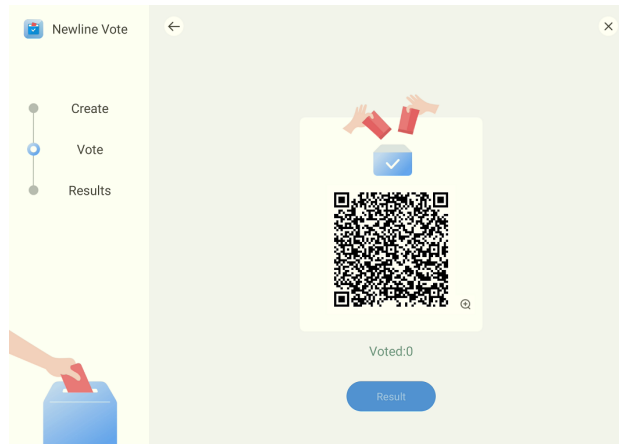 Newline Vote
Create
Vote
Results
Voted:0
Result